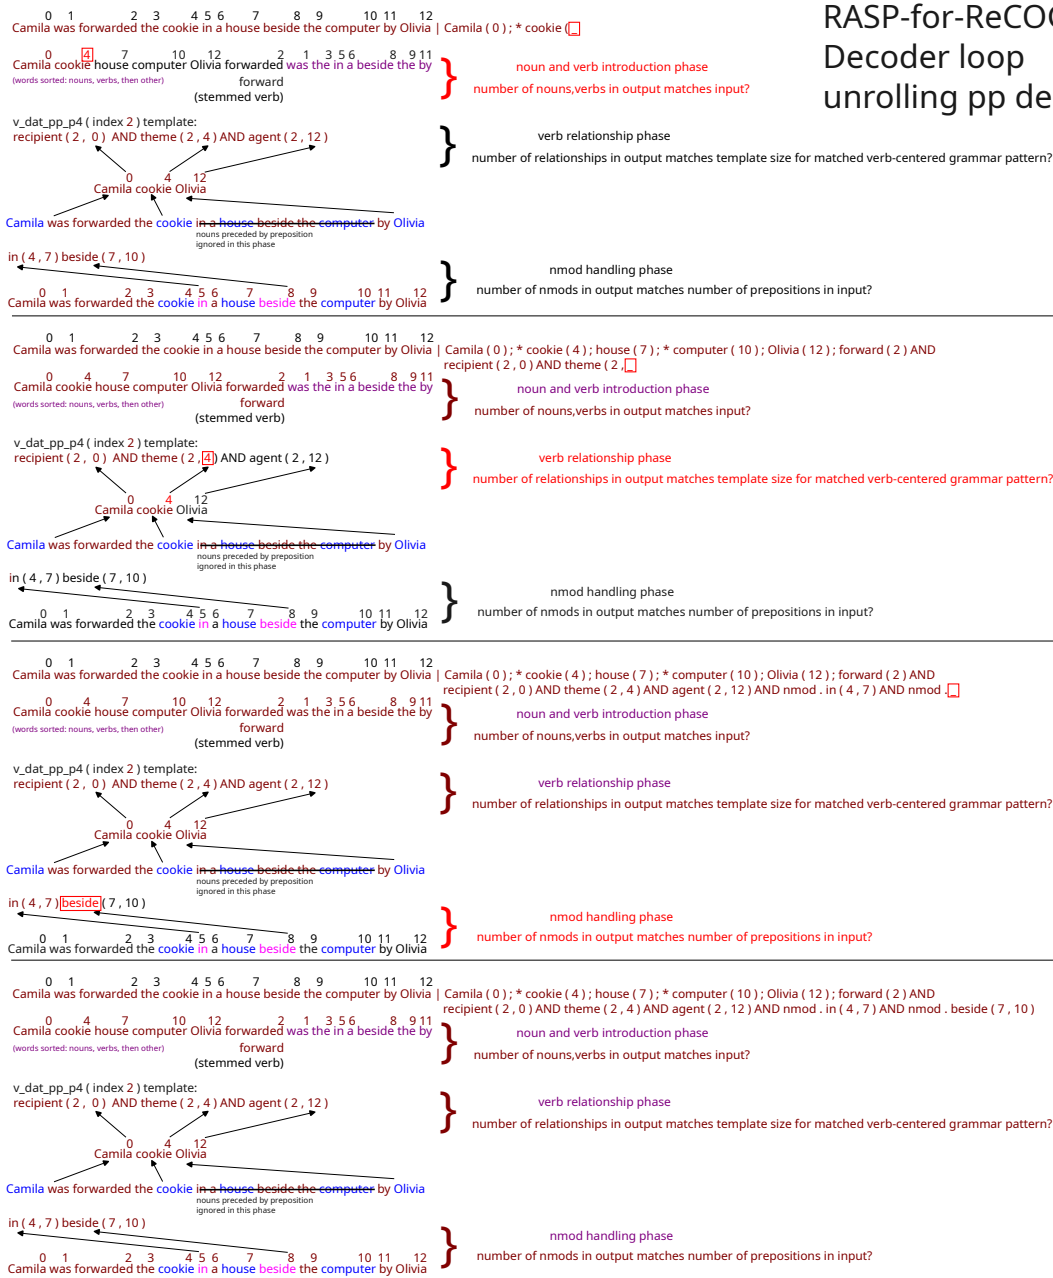 RASP-for-ReCO
Decoder loop
unrolling pp de
0 1 2 3 4 5 6 7 8 9 10 11 12
Camila was forwarded the cookie in a house beside the computer by Olivia | Camila ( 0 ) ; * cookie ( _
0 4 7 10 12 2 1 3 5 6 8 9 11
Camila cookie house computer Olivia forwarded was the in a beside the by
(words sorted: nouns, verbs, then other)
forward
(stemmed verb)
noun and verb introduction phase
number of nouns,verbs in output matches input?
v_dat_pp_p4 ( index 2 ) template:
recipient ( 2 , 0 ) AND theme ( 2 , 4 ) AND agent ( 2 , 12 )
verb relationship phase
number of relationships in output matches template size for matched verb-centered grammar pattern?
0 4 12
Camila cookie Olivia
Camila was forwarded the cookie in a house beside the computer by Olivia
nouns preceded by preposition
ignored in this phase
in ( 4 , 7 ) beside ( 7 , 10 )
nmod handling phase
number of nmods in output matches number of prepositions in input?
0 1 2 3 4 5 6 7 8 9 10 11 12
Camila was forwarded the cookie in a house beside the computer by Olivia
0 1 2 3 4 5 6 7 8 9 10 11 12
Camila was forwarded the cookie in a house beside the computer by Olivia | Camila ( 0 ) ; * cookie ( 4 ) ; house ( 7 ) ; * computer ( 10 ) ; Olivia ( 12 ) ; forward ( 2 ) AND
recipient ( 2 , 0 ) AND theme ( 2 , _
0 4 7 10 12 2 1 3 5 6 8 9 11
Camila cookie house computer Olivia forwarded was the in a beside the by
(words sorted: nouns, verbs, then other)
forward
(stemmed verb)
noun and verb introduction phase
number of nouns,verbs in output matches input?
v_dat_pp_p4 ( index 2 ) template:
recipient ( 2 , 0 ) AND theme ( 2 , 4 ) AND agent ( 2 , 12 )
verb relationship phase
number of relationships in output matches template size for matched verb-centered grammar pattern?
0 4 12
Camila cookie Olivia
Camila was forwarded the cookie in a house beside the computer by Olivia
nouns preceded by preposition
ignored in this phase
in ( 4 , 7 ) beside ( 7 , 10 )
nmod handling phase
number of nmods in output matches number of prepositions in input?
0 1 2 3 4 5 6 7 8 9 10 11 12
Camila was forwarded the cookie in a house beside the computer by Olivia
0 1 2 3 4 5 6 7 8 9 10 11 12
Camila was forwarded the cookie in a house beside the computer by Olivia | Camila ( 0 ) ; * cookie ( 4 ) ; house ( 7 ) ; * computer ( 10 ) ; Olivia ( 12 ) ; forward ( 2 ) AND
recipient ( 2 , 0 ) AND theme ( 2 , 4 ) AND agent ( 2 , 12 ) AND nmod . in ( 4 , 7 ) AND nmod . _
0 4 7 10 12 2 1 3 5 6 8 9 11
Camila cookie house computer Olivia forwarded was the in a beside the by
(words sorted: nouns, verbs, then other)
forward
(stemmed verb)
noun and verb introduction phase
number of nouns,verbs in output matches input?
v_dat_pp_p4 ( index 2 ) template:
recipient ( 2 , 0 ) AND theme ( 2 , 4 ) AND agent ( 2 , 12 )
verb relationship phase
number of relationships in output matches template size for matched verb-centered grammar pattern?
0 4 12
Camila cookie Olivia
Camila was forwarded the cookie in a house beside the computer by Olivia
nouns preceded by preposition
ignored in this phase
in ( 4 , 7 ) beside ( 7 , 10 )
nmod handling phase
number of nmods in output matches number of prepositions in input?
0 1 2 3 4 5 6 7 8 9 10 11 12
Camila was forwarded the cookie in a house beside the computer by Olivia
0 1 2 3 4 5 6 7 8 9 10 11 12
Camila was forwarded the cookie in a house beside the computer by Olivia | Camila ( 0 ) ; * cookie ( 4 ) ; house ( 7 ) ; * computer ( 10 ) ; Olivia ( 12 ) ; forward ( 2 ) AND
recipient ( 2 , 0 ) AND theme ( 2 , 4 ) AND agent ( 2 , 12 ) AND nmod . in ( 4 , 7 ) AND nmod . beside ( 7 , 10 )
0 4 7 10 12 2 1 3 5 6 8 9 11
Camila cookie house computer Olivia forwarded was the in a beside the by
(words sorted: nouns, verbs, then other)
forward
(stemmed verb)
noun and verb introduction phase
number of nouns,verbs in output matches input?
v_dat_pp_p4 ( index 2 ) template:
recipient ( 2 , 0 ) AND theme ( 2 , 4 ) AND agent ( 2 , 12 )
verb relationship phase
number of relationships in output matches template size for matched verb-centered grammar pattern?
0 4 12
Camila cookie Olivia
Camila was forwarded the cookie in a house beside the computer by Olivia
nouns preceded by preposition
ignored in this phase
in ( 4 , 7 ) beside ( 7 , 10 )
nmod handling phase
number of nmods in output matches number of prepositions in input?
0 1 2 3 4 5 6 7 8 9 10 11 12
Camila was forwarded the cookie in a house beside the computer by Olivia